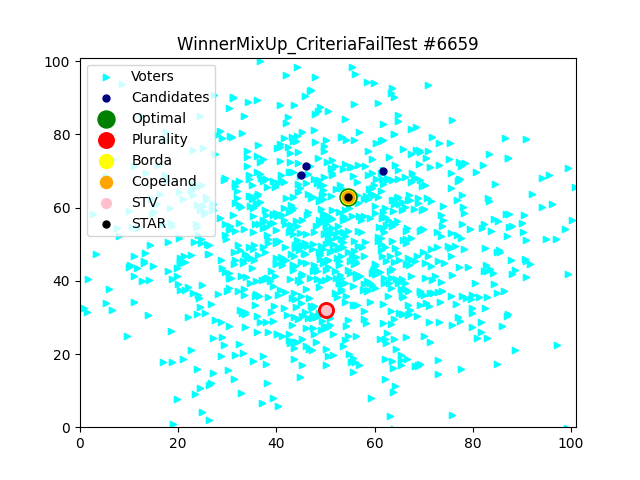 WinnerMixUp_CriteriaFailTest #6659
100
80
60
40
20
0
Voters
Candidates
Optimal
Plurality
Borda
Copeland
STV
STAR
0 20 40 60 80 100